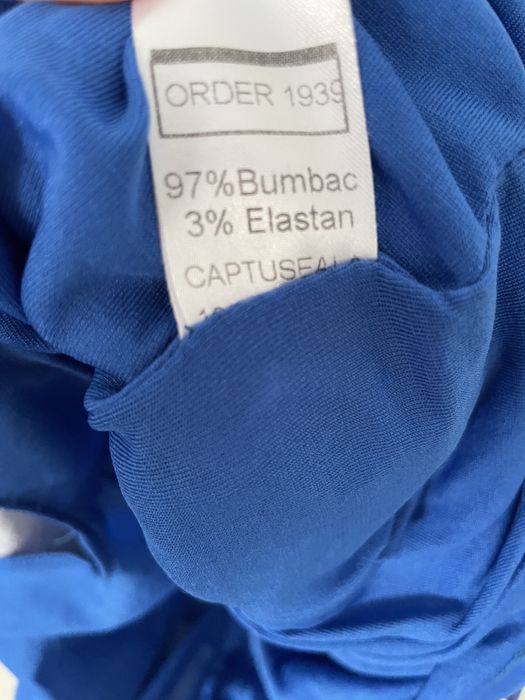 ORDER 1939
97%Bumbac
3% Elastan